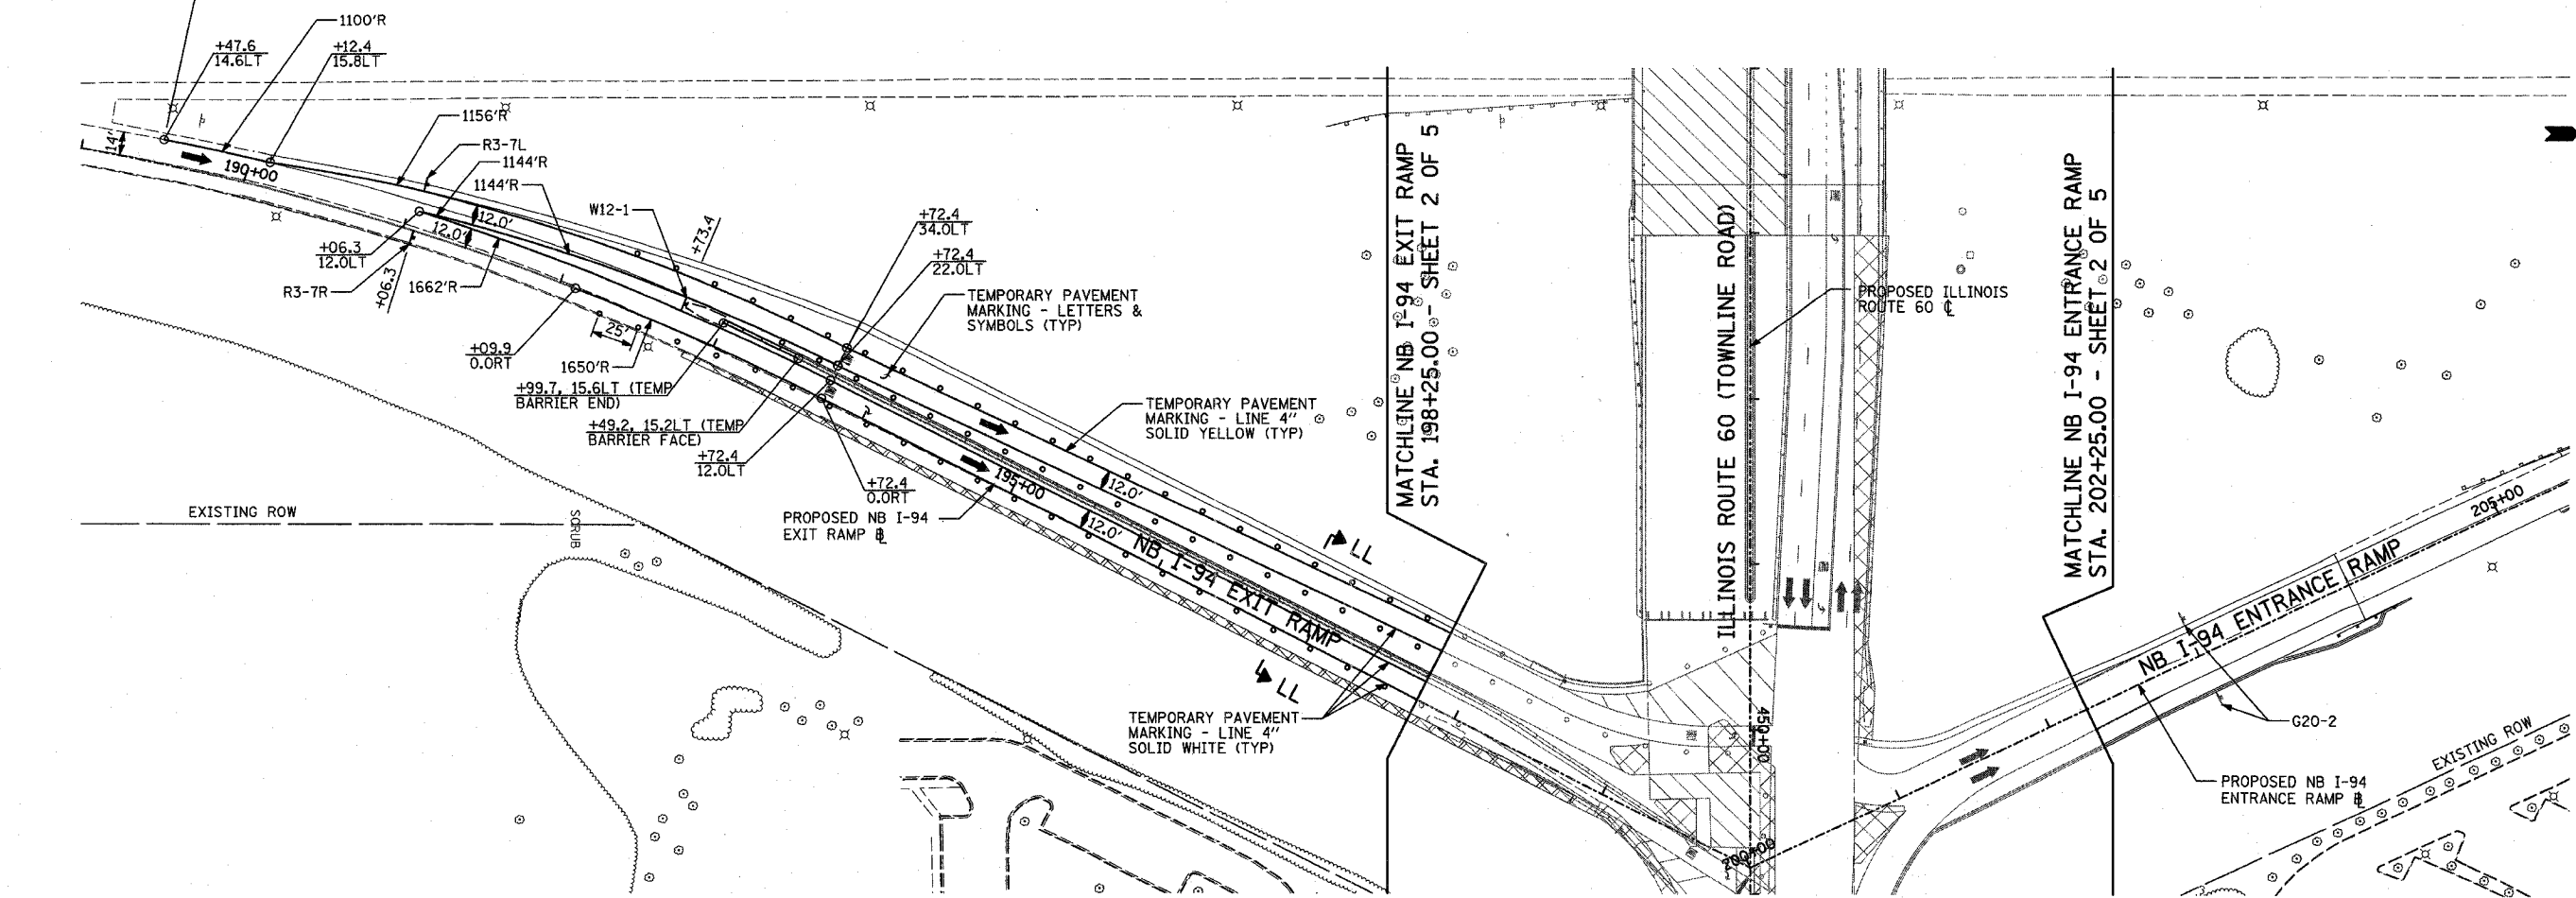 1100'R
+47.6
14.6LT
+12.4
15.8LT
1156'R
R3-7L
1144'R
1144'R
14'
190+00
W12-1
+73.4
12.0'
12.0'
+06.3
12.0LT
R3-7R
+06.3
1662'R
+72.4
34.0LT
+72.4
22.0LT
TEMPORARY PAVEMENT
MARKING - LETTERS &
SYMBOLS (TYP)
25'
+09.9
0.0RT
1650'R
+99.7, 15.6LT (TEMP
BARRIER END)
+49.2, 15.2LT (TEMP
BARRIER FACE)
+72.4
12.0LT
+72.4
0.0RT
TEMPORARY PAVEMENT
MARKING - LINE 4"
SOLID YELLOW (TYP)
195+00
12.0'
12.0'
PROPOSED NB I-94
EXIT RAMP ℄
EXISTING ROW
SCRUB
NB I-94 EXIT RAMP
LL
LL
TEMPORARY PAVEMENT
MARKING - LINE 4"
SOLID WHITE (TYP)
MATCHLINE NB I-94 EXIT RAMP
STA. 198+25.00 - SHEET 2 OF 5
ILLINOIS ROUTE 60 (TOWNLINE ROAD)
PROPOSED ILLINOIS
ROUTE 60 ℄
450+00
200+00
MATCHLINE NB I-94 ENTRANCE RAMP
STA. 202+25.00 - SHEET 2 OF 5
205+00
NB I-94 ENTRANCE RAMP
G20-2
EXISTING ROW
PROPOSED NB I-94
ENTRANCE RAMP ℄